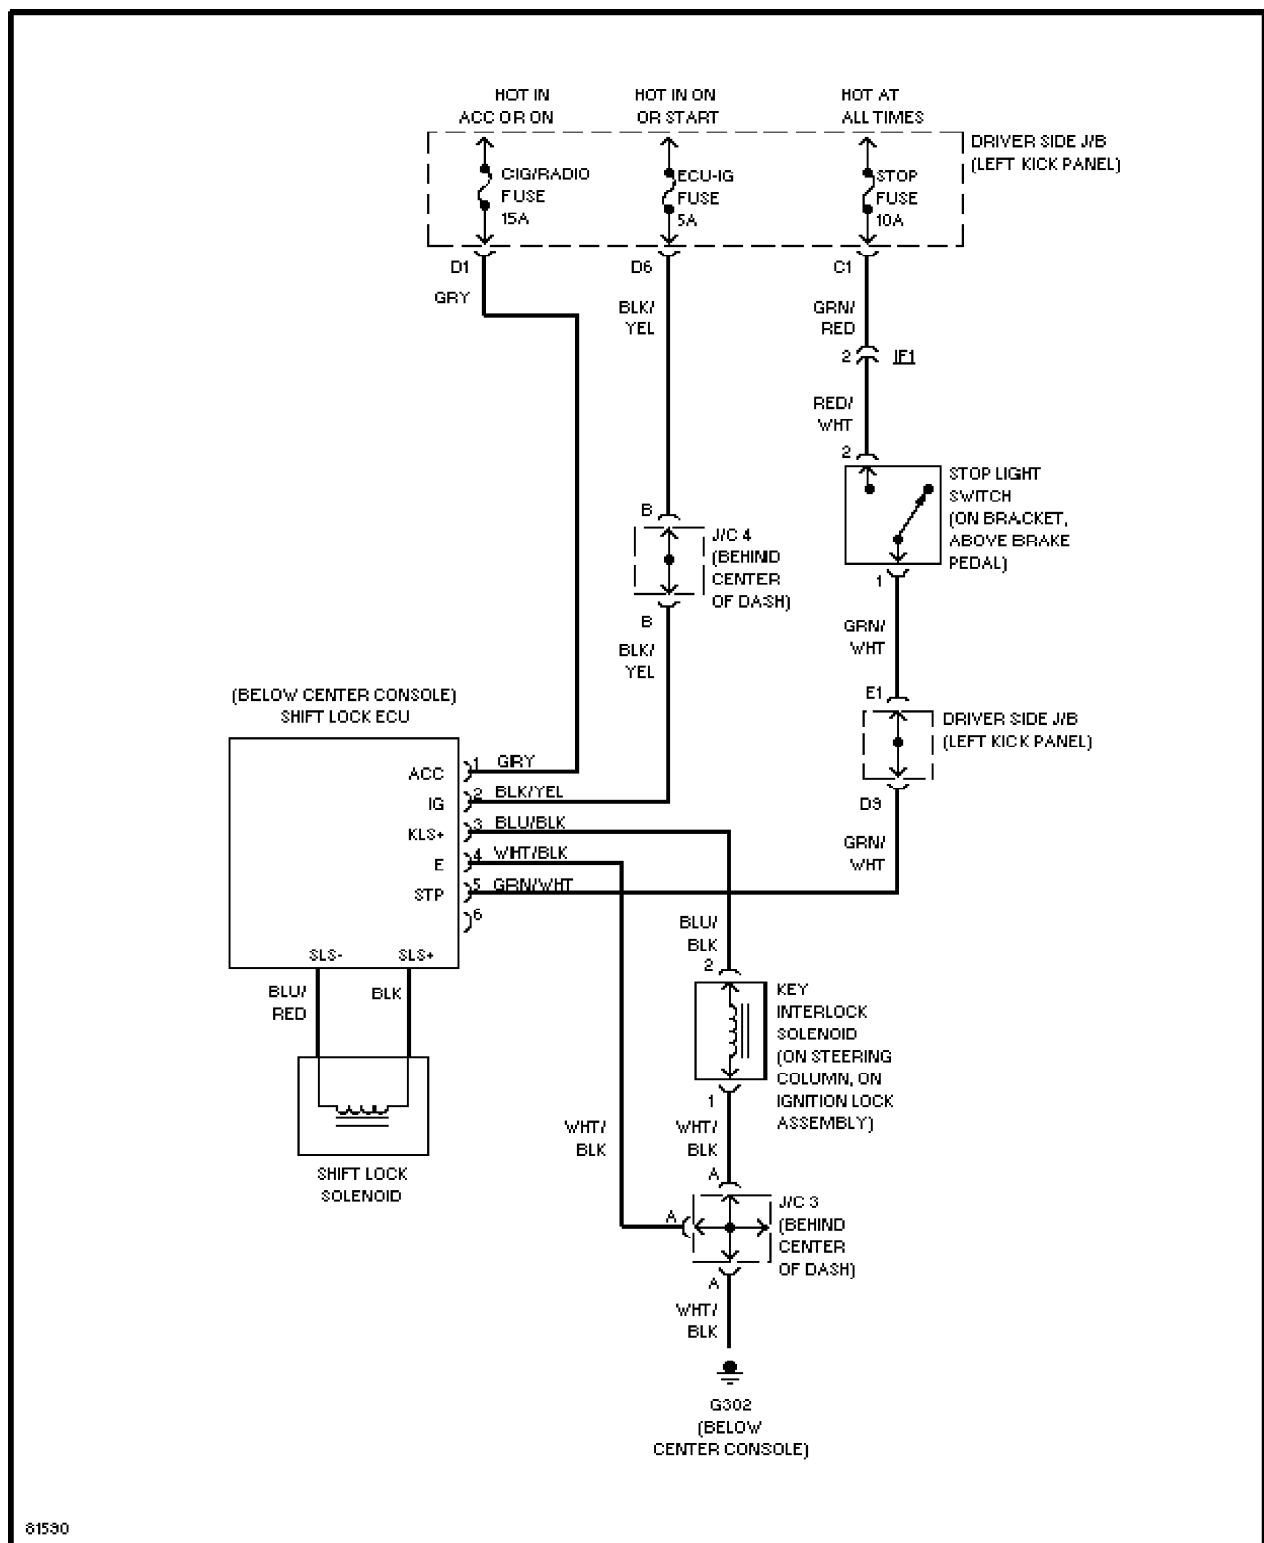 HOT IN
ACC OR ON
HOT IN ON
OR START
HOT AT
ALL TIMES
DRIVER SIDE J/B
(LEFT KICK PANEL)
CIG/RADIO
FUSE
15A
ECU-IG
FUSE
5A
STOP
FUSE
10A
D1
D6
C1
GRY
BLK/
YEL
GRN/
RED
2
IF1
RED/
WHT
2
STOP LIGHT
SWITCH
(ON BRACKET,
ABOVE BRAKE
PEDAL)
B
J/C 4
(BEHIND
CENTER
OF DASH)
1
B
GRN/
WHT
BLK/
YEL
E1
DRIVER SIDE J/B
(LEFT KICK PANEL)
(BELOW CENTER CONSOLE)
SHIFT LOCK ECU
D9
GRN/
WHT
ACC
1
GRY
IG
2
BLK/YEL
KLS+
3
BLU/BLK
E
4
WHT/BLK
STP
5
GRN/WHT
6
SLS-
SLS+
BLU/
RED
BLK
BLU/
BLK
2
KEY
INTERLOCK
SOLENOID
(ON STEERING
COLUMN, ON
IGNITION LOCK
ASSEMBLY)
1
WHT/
BLK
WHT/
BLK
SHIFT LOCK
SOLENOID
A
A
J/C 3
(BEHIND
CENTER
OF DASH)
A
WHT/
BLK
G302
(BELOW
CENTER CONSOLE)
81590